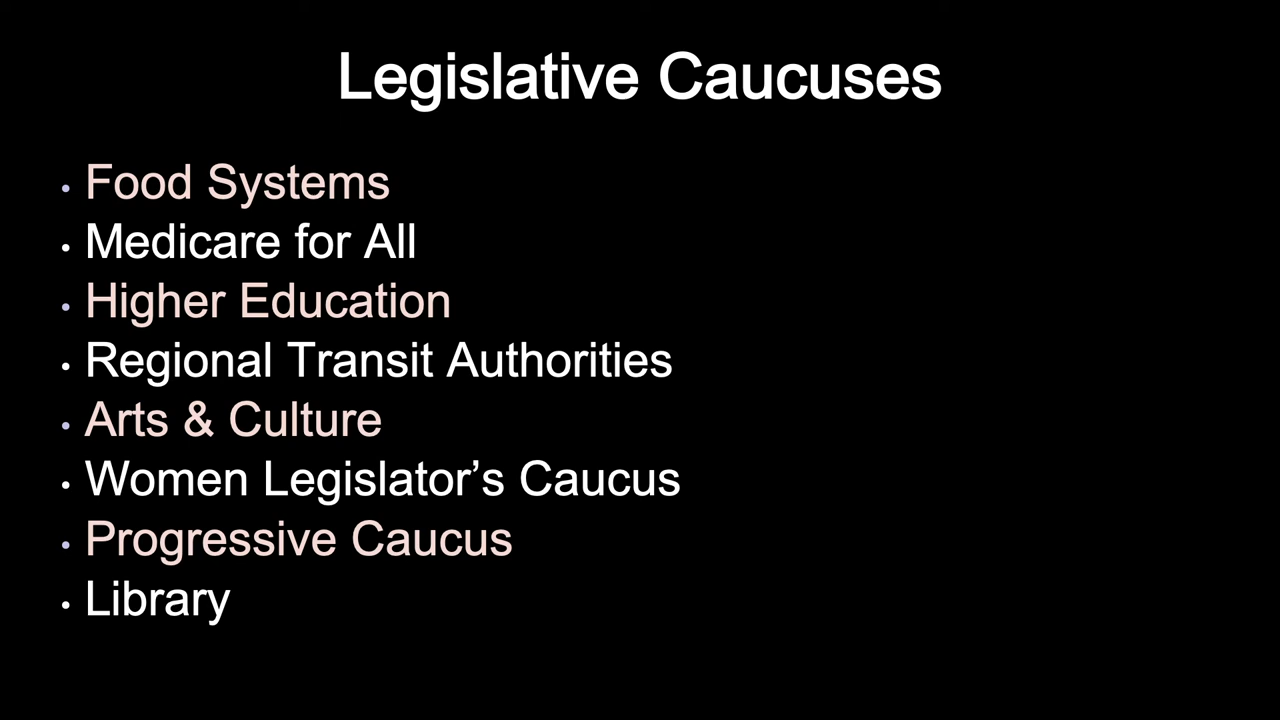 Legislative Caucuses
• Food Systems
• Medicare for All
• Higher Education
• Regional Transit Authorities
• Arts & Culture
• Women Legislator’s Caucus
• Progressive Caucus
• Library